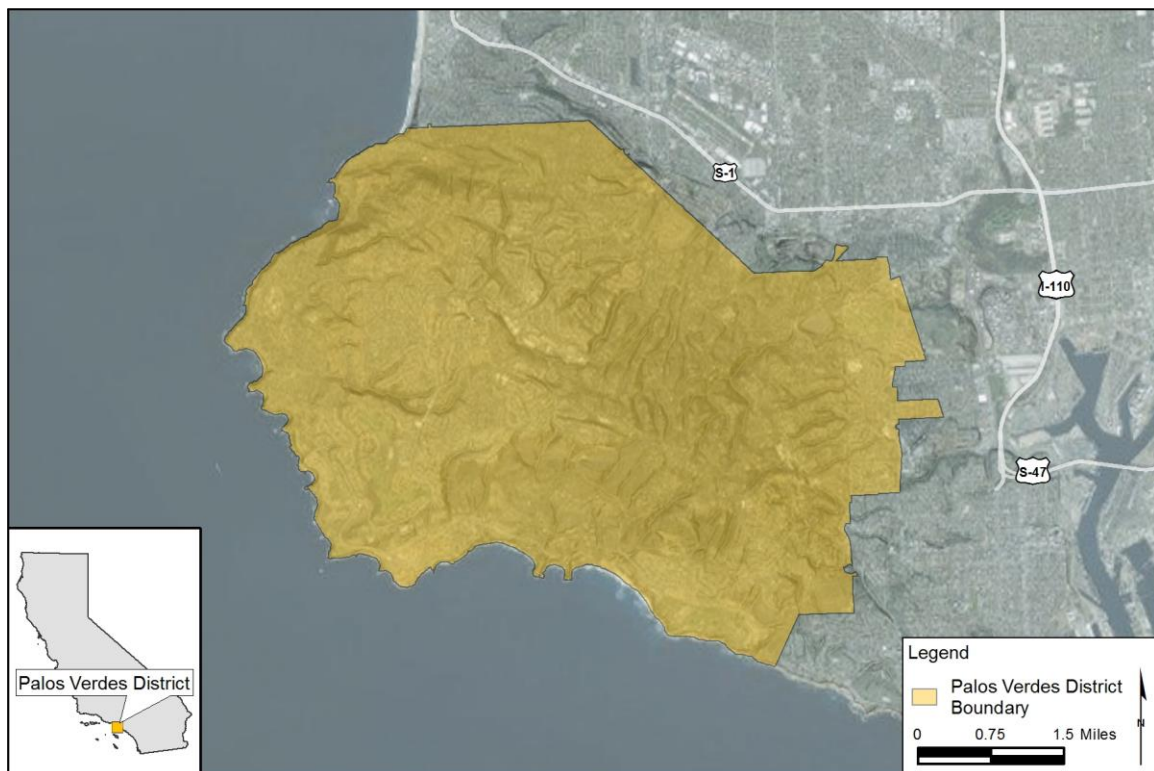 S-1
I-110
S-47
Palos Verdes District
Legend
Palos Verdes District
Boundary
0 0.75 1.5 Miles
N